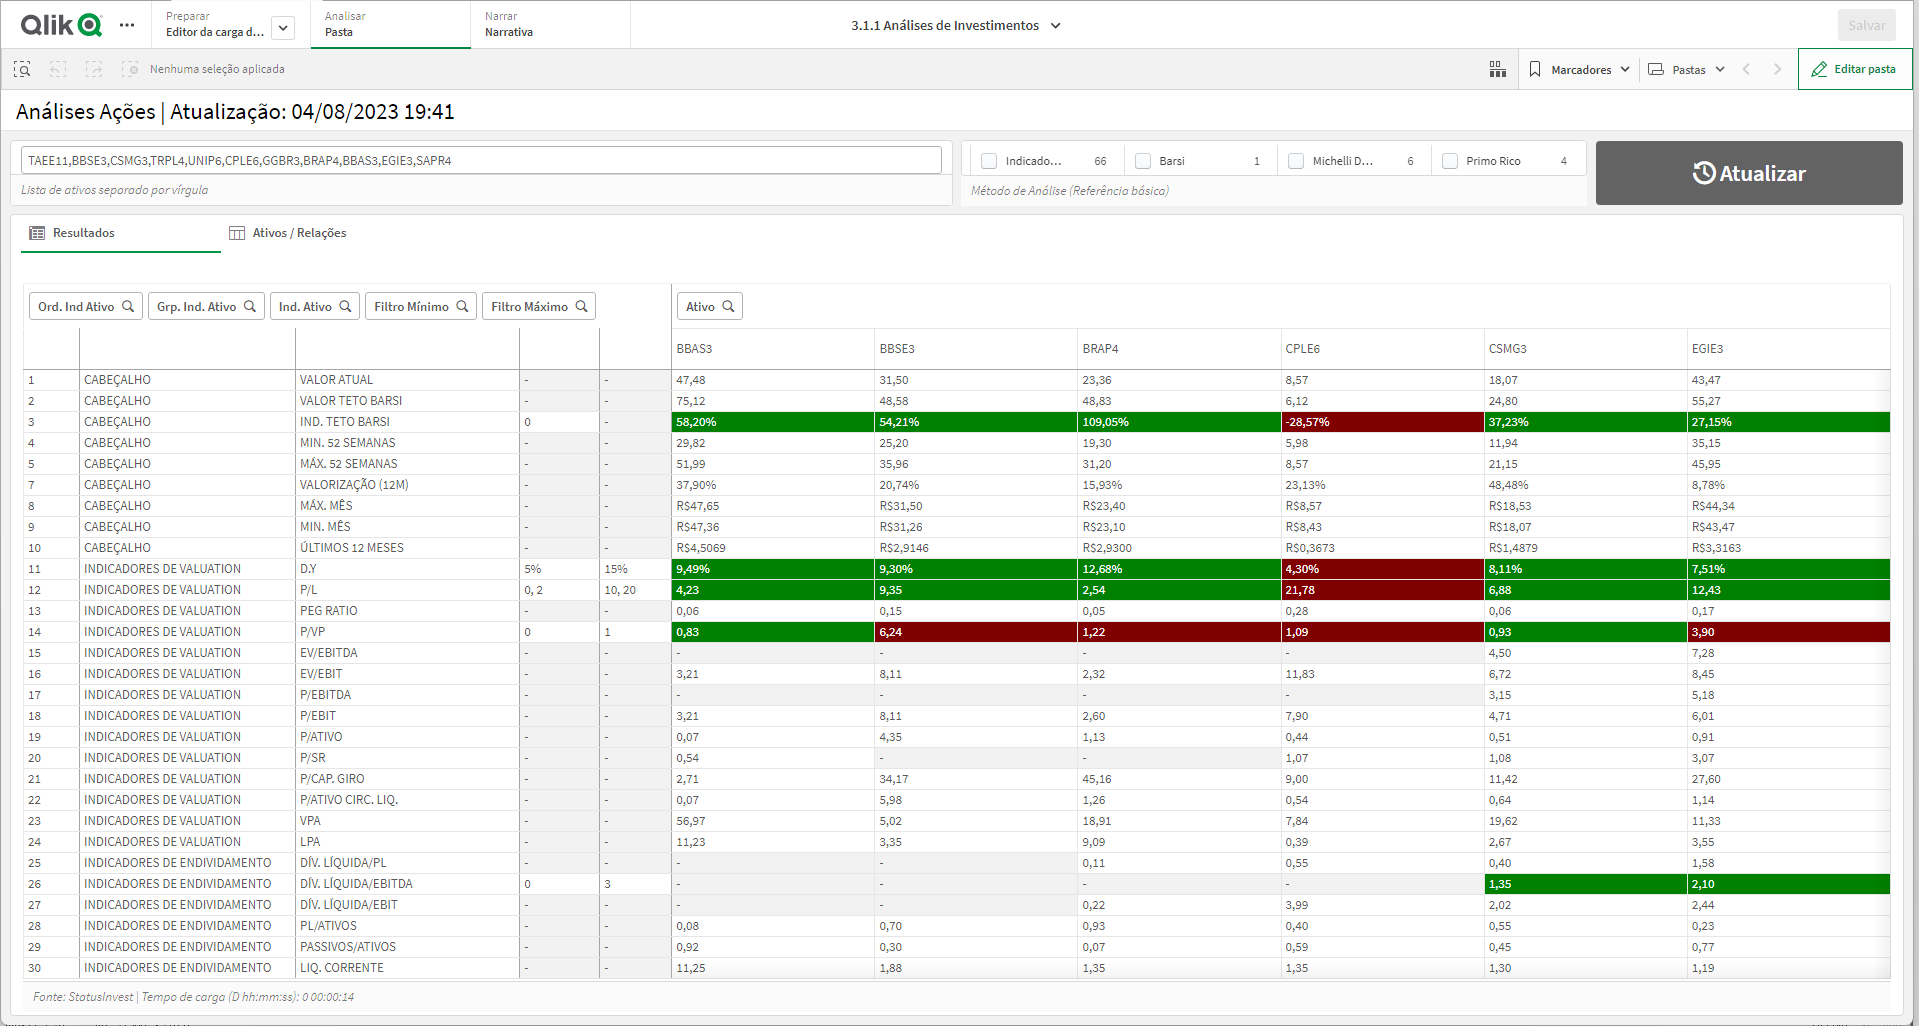 Qlik
Preparar
Editor da carga d...
Analisar
Pasta
Narrar
Narrativa
3.1.1 Análises de Investimentos
Salvar
Nenhuma seleção aplicada
Marcadores
Pastas
Editar pasta
Análises Ações | Atualização: 04/08/2023 19:41
TAEE11,BBSE3,CSMG3,TRPL4,UNIP6,CPLE6,GGBR3,BRAP4,BBAS3,EGIE3,SAPR4
Lista de ativos separado por vírgula
Indicado... 66 Barsi 1 Michelli D... 6 Primo Rico 4
Método de Análise (Referência básica)
Atualizar
Resultados Ativos / Relações
Ord. Ind Ativo Grp. Ind. Ativo Ind. Ativo Filtro Mínimo Filtro Máximo Ativo
BBAS3 BBSE3 BRAP4 CPLE6 CSMG3 EGIE3
1 CABEÇALHO VALOR ATUAL - - 47,48 31,50 23,36 8,57 18,07 43,47
2 CABEÇALHO VALOR TETO BARSI - - 75,12 48,58 48,83 6,12 24,80 55,27
3 CABEÇALHO IND. TETO BARSI 0 - 58,20% 54,21% 109,05% -28,57% 37,23% 27,15%
4 CABEÇALHO MIN. 52 SEMANAS - - 29,82 25,20 19,30 5,98 11,94 35,15
5 CABEÇALHO MÁX. 52 SEMANAS - - 51,99 35,96 31,20 8,57 21,15 45,95
7 CABEÇALHO VALORIZAÇÃO (12M) - - 37,90% 20,74% 15,93% 23,13% 48,48% 8,78%
8 CABEÇALHO MÁX. MÊS - - R$47,65 R$31,50 R$23,40 R$8,57 R$18,53 R$44,34
9 CABEÇALHO MIN. MÊS - - R$47,36 R$31,26 R$23,10 R$8,43 R$18,07 R$43,47
10 CABEÇALHO ÚLTIMOS 12 MESES - - R$4,5069 R$2,9146 R$2,9300 R$0,3673 R$1,4879 R$3,3163
11 INDICADORES DE VALUATION D.Y 5% 15% 9,49% 9,30% 12,68% 4,30% 8,11% 7,51%
12 INDICADORES DE VALUATION P/L 0, 2 10, 20 4,23 9,35 2,54 21,78 6,88 12,43
13 INDICADORES DE VALUATION PEG RATIO - - 0,06 0,15 0,05 0,28 0,06 0,17
14 INDICADORES DE VALUATION P/VP 0 1 0,83 6,24 1,22 1,09 0,93 3,90
15 INDICADORES DE VALUATION EV/EBITDA - - - - - - 4,50 7,28
16 INDICADORES DE VALUATION EV/EBIT - - 3,21 8,11 2,32 11,83 6,72 8,45
17 INDICADORES DE VALUATION P/EBITDA - - - - - - 3,15 5,18
18 INDICADORES DE VALUATION P/EBIT - - 3,21 8,11 2,60 7,90 4,71 6,01
19 INDICADORES DE VALUATION P/ATIVO - - 0,07 4,35 1,13 0,44 0,51 0,91
20 INDICADORES DE VALUATION P/SR - - 0,54 - - 1,07 1,08 3,07
21 INDICADORES DE VALUATION P/CAP. GIRO - - 2,71 34,17 45,16 9,00 11,42 27,60
22 INDICADORES DE VALUATION P/ATIVO CIRC. LIQ. - - 0,07 5,98 1,26 0,54 0,64 1,14
23 INDICADORES DE VALUATION VPA - - 56,97 5,02 18,91 7,84 19,62 11,33
24 INDICADORES DE VALUATION LPA - - 11,23 3,35 9,09 0,39 2,67 3,55
25 INDICADORES DE ENDIVIDAMENTO DÍV. LÍQUIDA/PL - - - - 0,11 0,55 0,40 1,58
26 INDICADORES DE ENDIVIDAMENTO DÍV. LÍQUIDA/EBITDA 0 3 - - - - 1,35 2,10
27 INDICADORES DE ENDIVIDAMENTO DÍV. LÍQUIDA/EBIT - - - - 0,22 3,99 2,02 2,44
28 INDICADORES DE ENDIVIDAMENTO PL/ATIVOS - - 0,08 0,70 0,93 0,40 0,55 0,23
29 INDICADORES DE ENDIVIDAMENTO PASSIVOS/ATIVOS - - 0,92 0,30 0,07 0,59 0,45 0,77
30 INDICADORES DE ENDIVIDAMENTO LIQ. CORRENTE - - 11,25 1,88 1,35 1,35 1,30 1,19
Fonte: StatusInvest | Tempo de carga (D hh:mm:ss): 0 00:00:14